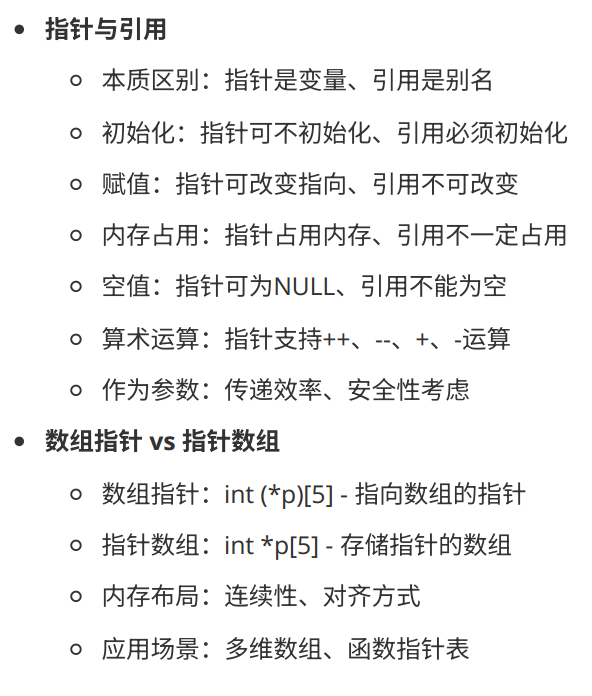 指针与引用
本质区别：指针是变量、引用是别名
初始化：指针可不初始化、引用必须初始化
赋值：指针可改变指向、引用不可改变
内存占用：指针占用内存、引用不一定占用
空值：指针可为NULL、引用不能为空
算术运算：指针支持++、--、+、-运算
作为参数：传递效率、安全性考虑
数组指针 vs 指针数组
数组指针：int (*p)[5] - 指向数组的指针
指针数组：int *p[5] - 存储指针的数组
内存布局：连续性、对齐方式
应用场景：多维数组、函数指针表